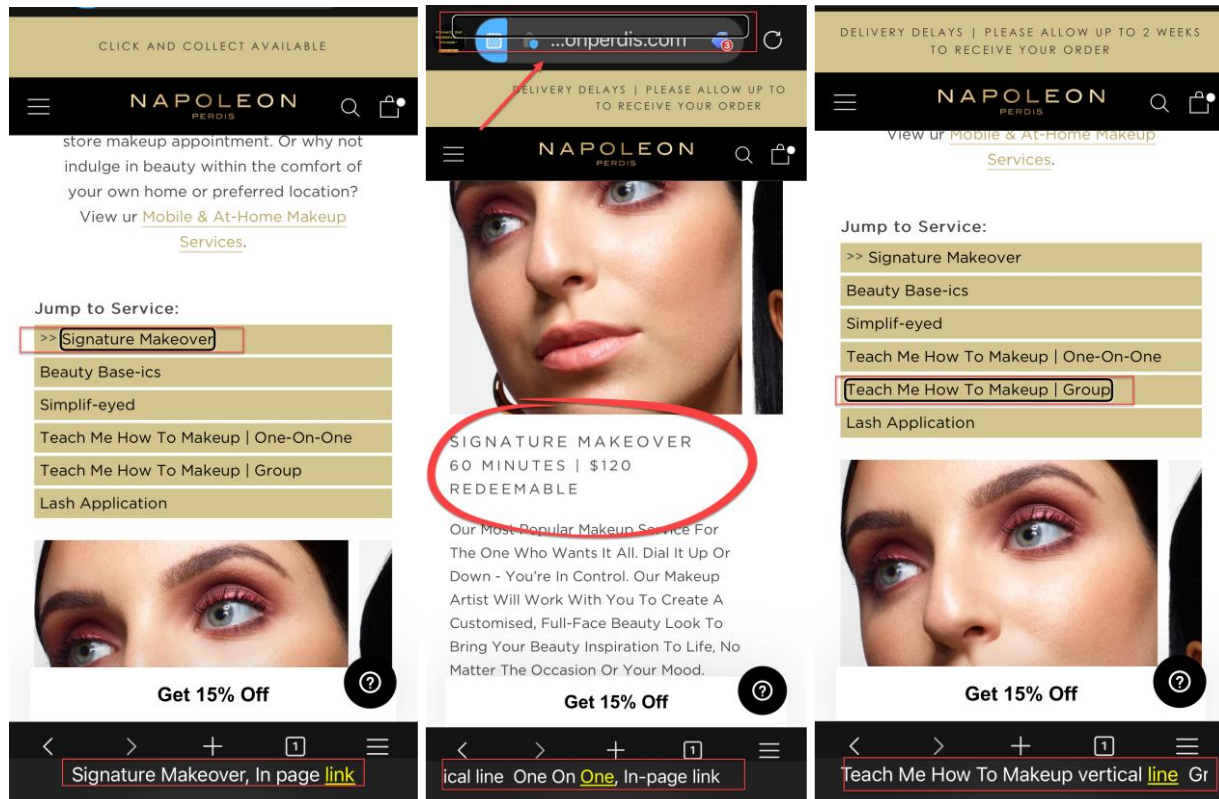 CLICK AND COLLECT AVAILABLE
NAPOLEON
PERDIS
store makeup appointment. Or why not
indulge in beauty within the comfort of
your own home or preferred location?
View ur Mobile & At-Home Makeup
Services.
Jump to Service:
>> Signature Makeover
Beauty Base-ics
Simplif-eyed
Teach Me How To Makeup | One-On-One
Teach Me How To Makeup | Group
Lash Application
Get 15% Off
1
Signature Makeover, In page link
...onperdis.com
3
DELIVERY DELAYS | PLEASE ALLOW UP TO
TO RECEIVE YOUR ORDER
NAPOLEON
PERDIS
SIGNATURE MAKEOVER
60 MINUTES | $120
REDEEMABLE
Our Most Popular Makeup Service For
The One Who Wants It All. Dial It Up Or
Down - You're In Control. Our Makeup
Artist Will Work With You To Create A
Customised, Full-Face Beauty Look To
Bring Your Beauty Inspiration To Life, No
Matter The Occasion Or Your Mood.
Get 15% Off
1
ical line One On One, In-page link
DELIVERY DELAYS | PLEASE ALLOW UP TO 2 WEEKS
TO RECEIVE YOUR ORDER
NAPOLEON
PERDIS
View ur Mobile & At-Home Makeup
Services.
Jump to Service:
>> Signature Makeover
Beauty Base-ics
Simplif-eyed
Teach Me How To Makeup | One-On-One
Teach Me How To Makeup | Group
Lash Application
Get 15% Off
1
Teach Me How To Makeup vertical line Gr